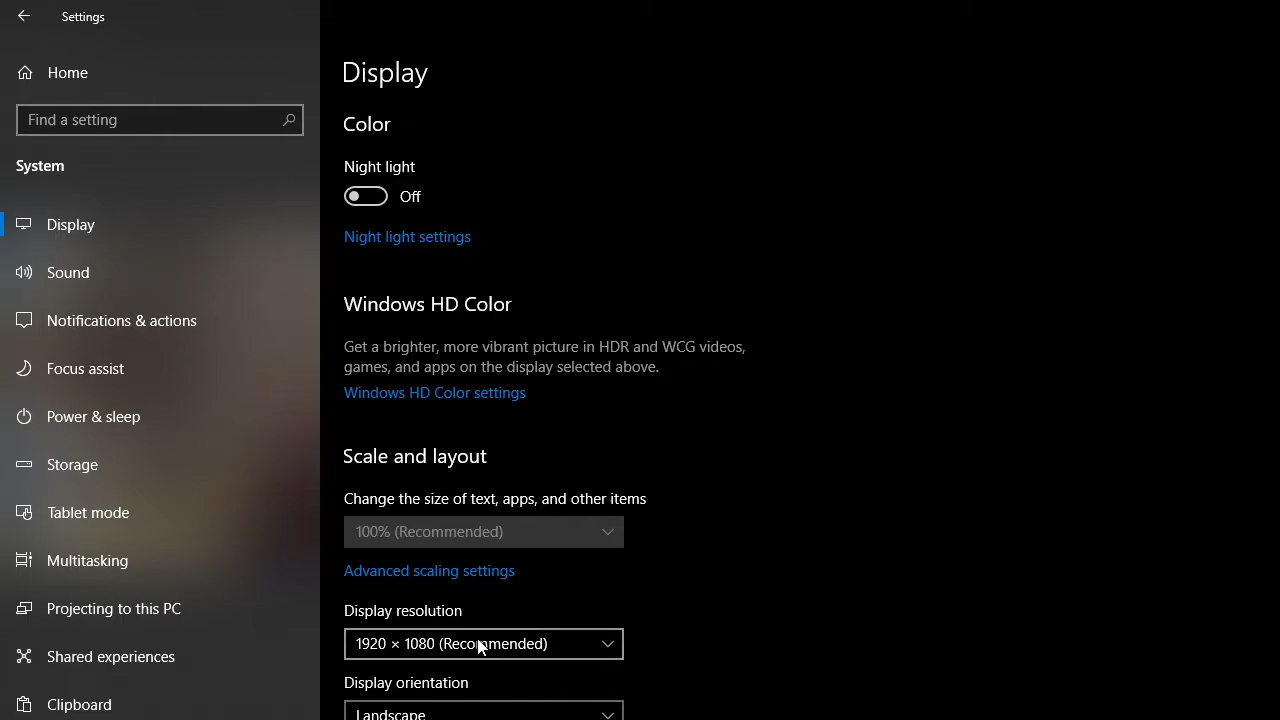 Settings
Home
Find a setting
System
Display
Sound
Notifications & actions
Focus assist
Power & sleep
Storage
Tablet mode
Multitasking
Projecting to this PC
Shared experiences
Clipboard
Display
Color
Night light
Off
Night light settings
Windows HD Color
Get a brighter, more vibrant picture in HDR and WCG videos,
games, and apps on the display selected above.
Windows HD Color settings
Scale and layout
Change the size of text, apps, and other items
100% (Recommended)
Advanced scaling settings
Display resolution
1920 × 1080 (Recommended)
Display orientation
Landscape